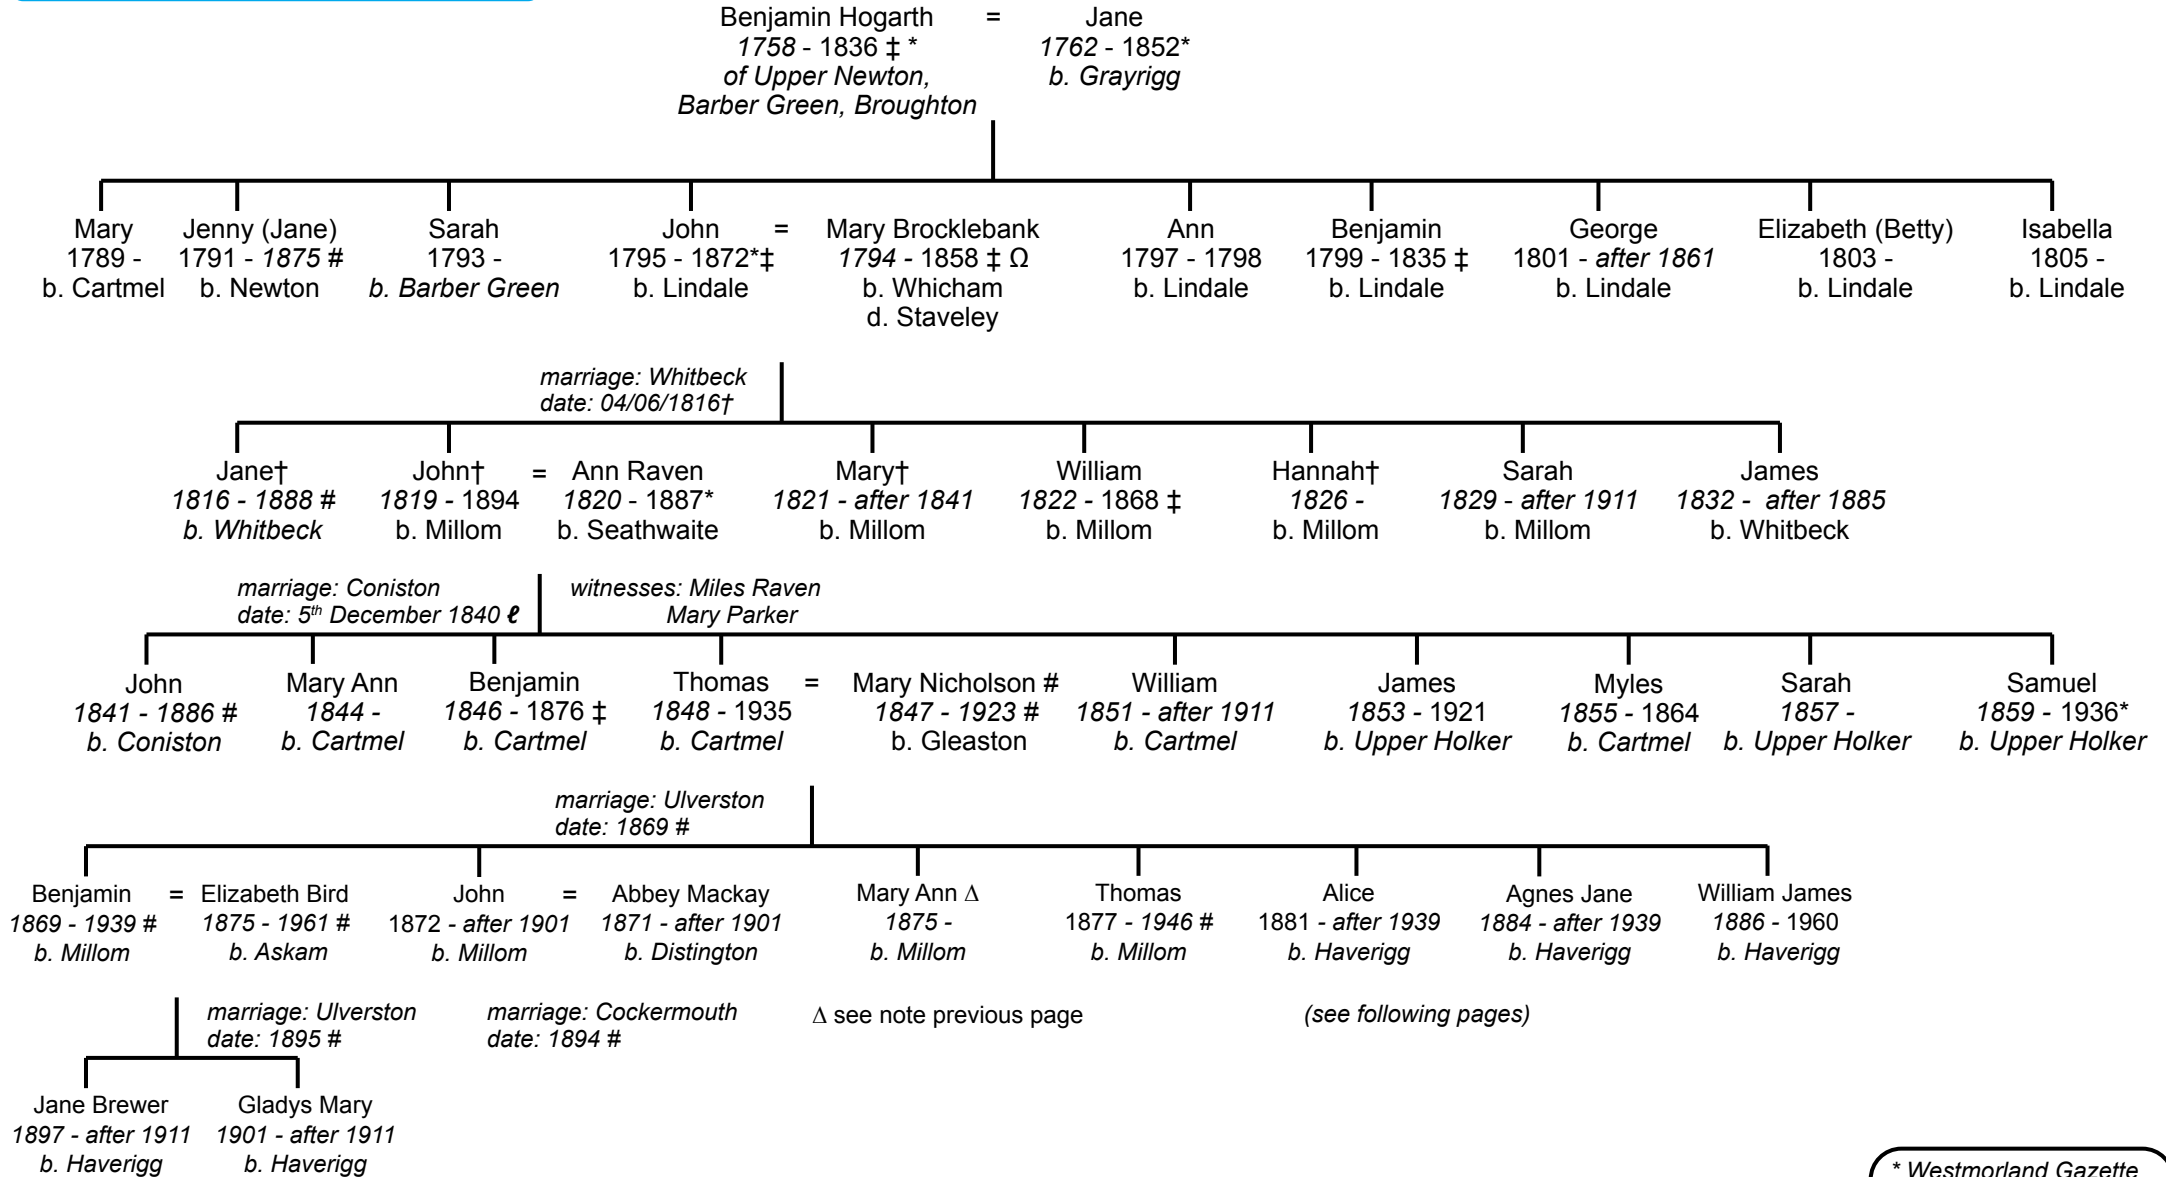 Benjamin Hogarth = Jane
1758 - 1836 ‡ * 1762 - 1852*
of Upper Newton, b. Grayrigg
Barber Green, Broughton
Mary Jenny (Jane) Sarah John = Mary Brocklebank Ann Benjamin George Elizabeth (Betty) Isabella
1789 - 1791 - 1875 # 1793 - 1795 - 1872*‡ 1794 - 1858 ‡ Ω 1797 - 1798 1799 - 1835 ‡ 1801 - after 1861 1803 - 1805 -
b. Cartmel b. Newton b. Barber Green b. Lindale b. Whicham b. Lindale b. Lindale b. Lindale b. Lindale b. Lindale
d. Staveley
marriage: Whitbeck
date: 04/06/1816†
Jane† John† = Ann Raven Mary† William Hannah† Sarah James
1816 - 1888 # 1819 - 1894 1820 - 1887* 1821 - after 1841 1822 - 1868 ‡ 1826 - 1829 - after 1911 1832 - after 1885
b. Whitbeck b. Millom b. Seathwaite b. Millom b. Millom b. Millom b. Millom b. Whitbeck
marriage: Coniston witnesses: Miles Raven
date: 5th December 1840 ℓ Mary Parker
John Mary Ann Benjamin Thomas = Mary Nicholson # William James Myles Sarah Samuel
1841 - 1886 # 1844 - 1846 - 1876 ‡ 1848 - 1935 1847 - 1923 # 1851 - after 1911 1853 - 1921 1855 - 1864 1857 - 1859 - 1936*
b. Coniston b. Cartmel b. Cartmel b. Cartmel b. Gleaston b. Cartmel b. Upper Holker b. Cartmel b. Upper Holker b. Upper Holker
marriage: Ulverston
date: 1869 #
Benjamin = Elizabeth Bird John = Abbey Mackay Mary Ann Δ Thomas Alice Agnes Jane William James
1869 - 1939 # 1875 - 1961 # 1872 - after 1901 1871 - after 1901 1875 - 1877 - 1946 # 1881 - after 1939 1884 - after 1939 1886 - 1960
b. Millom b. Askam b. Millom b. Distington b. Millom b. Millom b. Haverigg b. Haverigg b. Haverigg
marriage: Ulverston marriage: Cockermouth Δ see note previous page (see following pages)
date: 1895 # date: 1894 #
Jane Brewer Gladys Mary
1897 - after 1911 1901 - after 1911
b. Haverigg b. Haverigg
* Westmorland Gazette